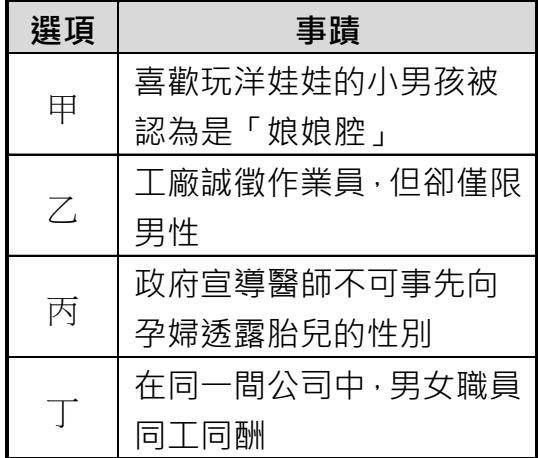 選項 事蹟
甲 喜歡玩洋娃娃的小男孩被
認為是「娘娘腔」
乙 工廠誠徵作業員，但卻僅限
男性
丙 政府宣導醫師不可事先向
孕婦透露胎兒的性別
丁 在同一間公司中，男女職員
同工同酬